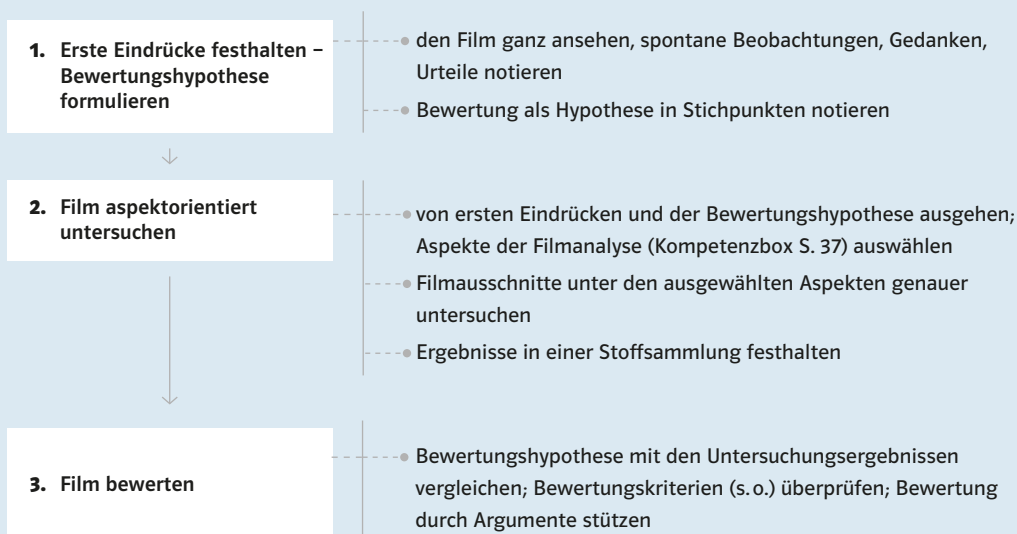 1. Erste Eindrücke festhalten –
Bewertungshypothese
formulieren
den Film ganz ansehen, spontane Beobachtungen, Gedanken,
Urteile notieren
Bewertung als Hypothese in Stichpunkten notieren
2. Film aspektorientiert
untersuchen
von ersten Eindrücken und der Bewertungshypothese ausgehen;
Aspekte der Filmanalyse (Kompetenzbox S. 37) auswählen
Filmausschnitte unter den ausgewählten Aspekten genauer
untersuchen
Ergebnisse in einer Stoffsammlung festhalten
3. Film bewerten
Bewertungshypothese mit den Untersuchungsergebnissen
vergleichen; Bewertungskriterien (s. o.) überprüfen; Bewertung
durch Argumente stützen